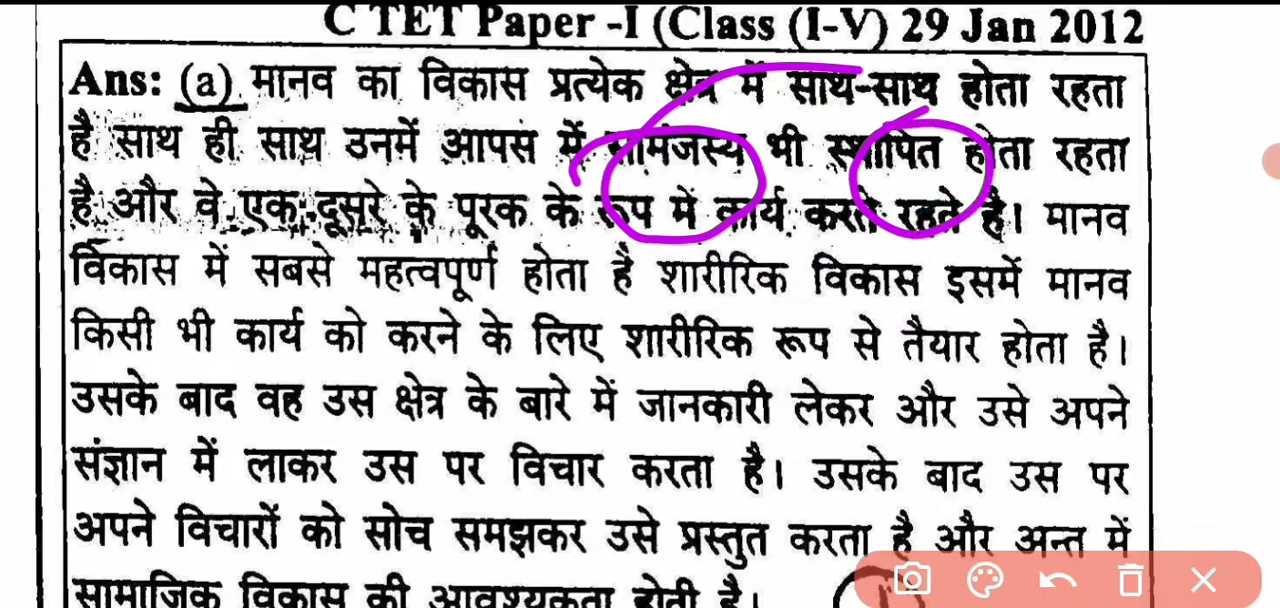 C TET Paper -I (Class (I-V) 29 Jan 2012
Ans: (a) मानव का विकास प्रत्येक क्षेत्र में साथ-साथ होता रहता
है साथ ही साथ उनमें आपस में सामंजस्य भी स्थापित होता रहता
है और वे एक-दूसरे के पूरक के रूप में कार्य करते रहते है। मानव
विकास में सबसे महत्वपूर्ण होता है शारीरिक विकास इसमें मानव
किसी भी कार्य को करने के लिए शारीरिक रूप से तैयार होता है।
उसके बाद वह उस क्षेत्र के बारे में जानकारी लेकर और उसे अपने
संज्ञान में लाकर उस पर विचार करता है। उसके बाद उस पर
अपने विचारों को सोच समझकर उसे प्रस्तुत करता है और अन्त में
सामाजिक विकास की आवश्यकता होती है।